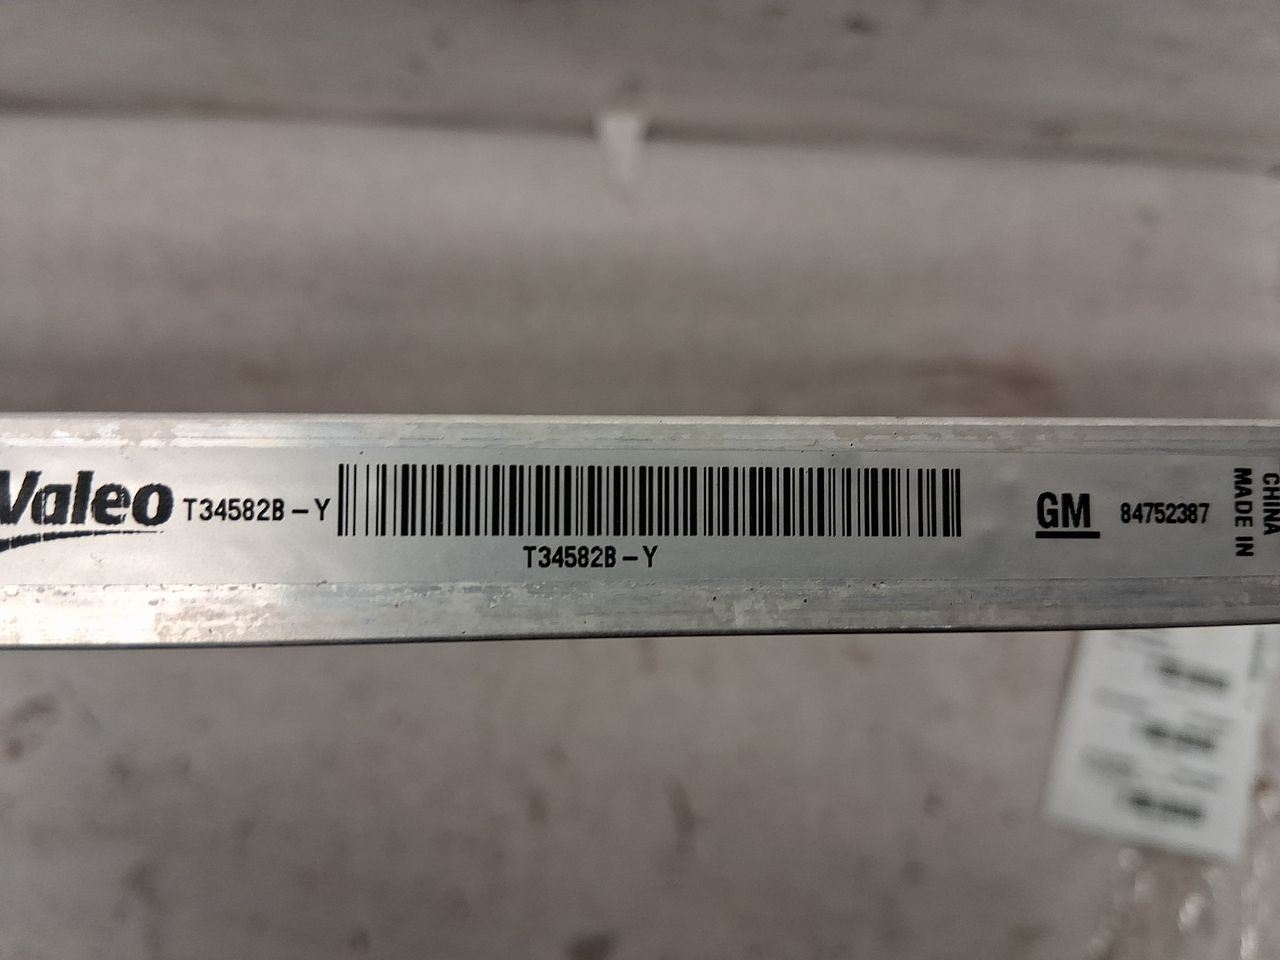 Valeo T34582B-Y
T34582B-Y
GM 84752387
MADE IN
CHINA